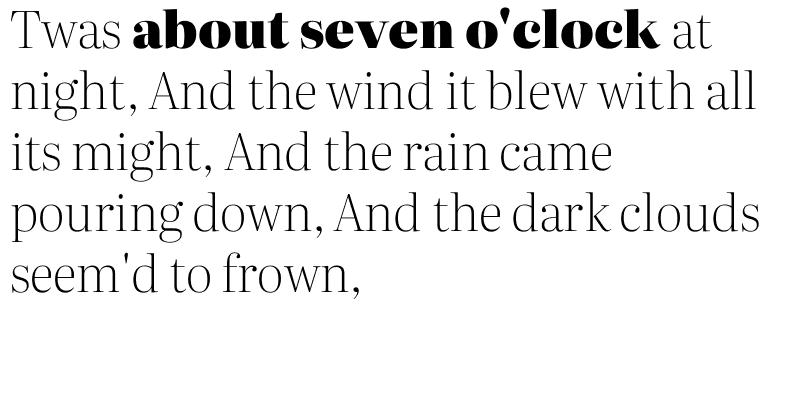 Twas about seven o'clock at
night, And the wind it blew with all
its might, And the rain came
pouring down, And the dark clouds
seem'd to frown,